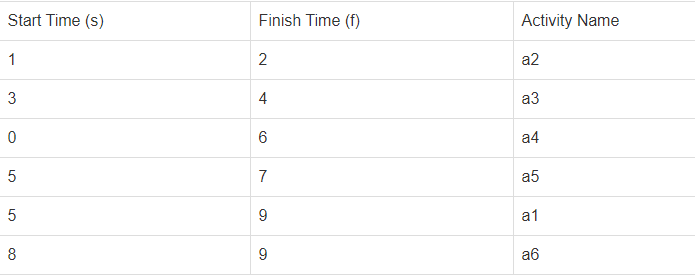 Start Time (s) Finish Time (f) Activity Name
1 2 a2
3 4 a3
0 6 a4
5 7 a5
5 9 a1
8 9 a6